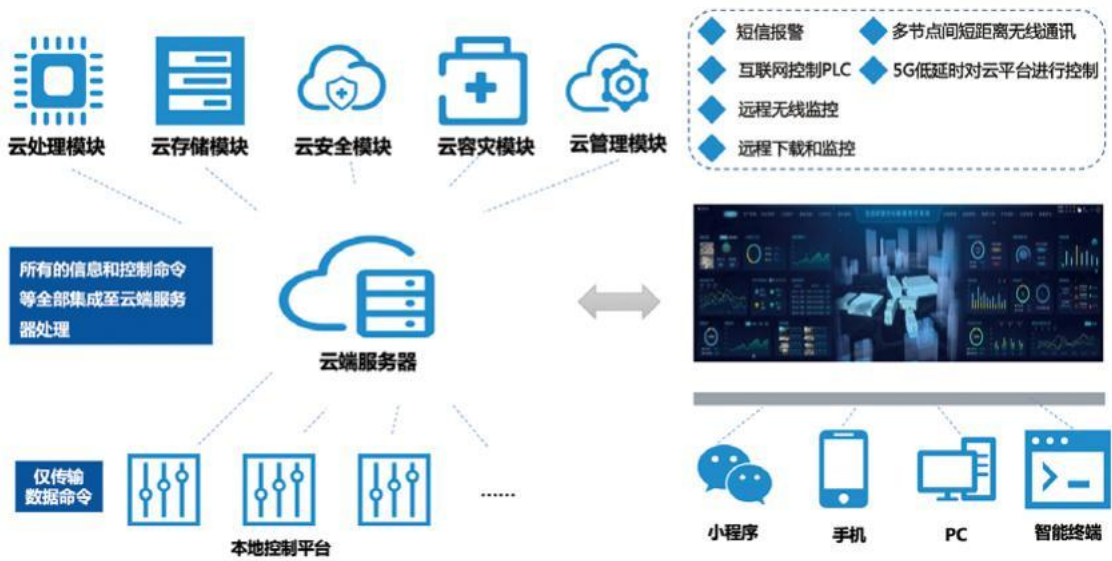 云处理模块
云存储模块
云安全模块
云容灾模块
云管理模块
短信报警
多节点间短距离无线通讯
互联网控制PLC
5G低延时对云平台进行控制
远程无线监控
远程下载和监控
所有的信息和控制命令
等全部集成至云端服务
器处理
云端服务器
仅传输
数据命令
本地控制平台
......
小程序
手机
PC
智能终端